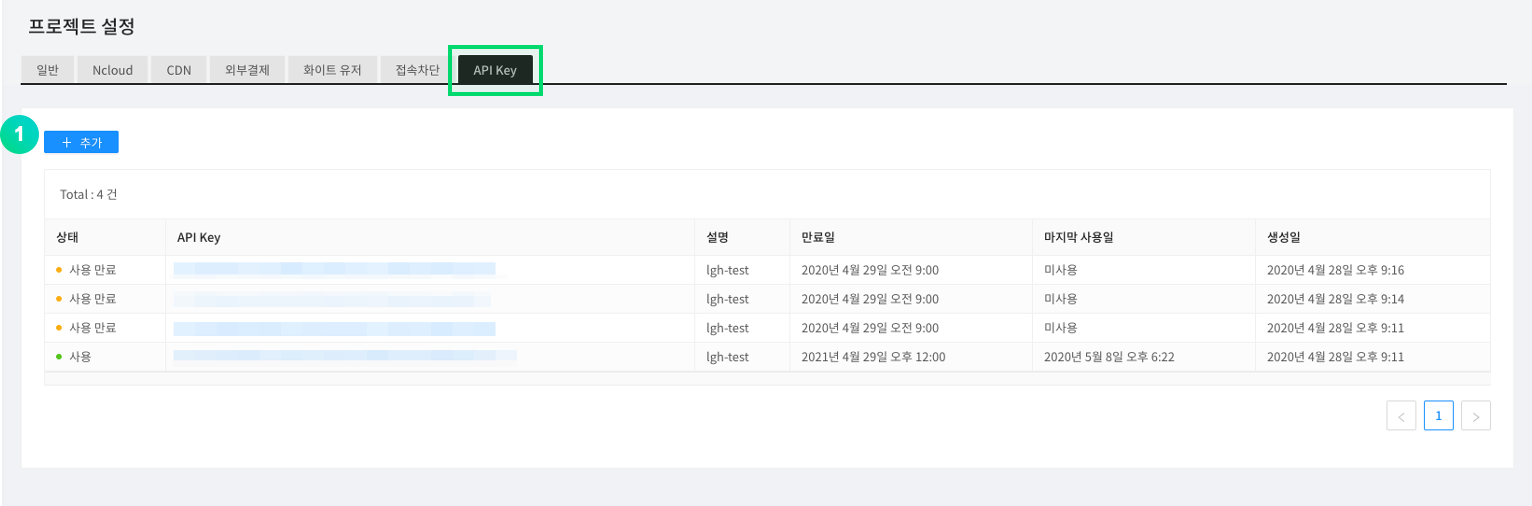 프로젝트 설정
일반 Ncloud CDN 외부결제 화이트 유저 접속차단 API Key
1
+ 추가
Total : 4 건
상태 API Key 설명 만료일 마지막 사용일 생성일
사용 만료 lgh-test 2020년 4월 29일 오전 9:00 미사용 2020년 4월 28일 오후 9:16
사용 만료 lgh-test 2020년 4월 29일 오전 9:00 미사용 2020년 4월 28일 오후 9:14
사용 만료 lgh-test 2020년 4월 29일 오전 9:00 미사용 2020년 4월 28일 오후 9:11
사용 lgh-test 2021년 4월 29일 오후 12:00 2020년 5월 8일 오후 6:22 2020년 4월 28일 오후 9:11
< 1 >